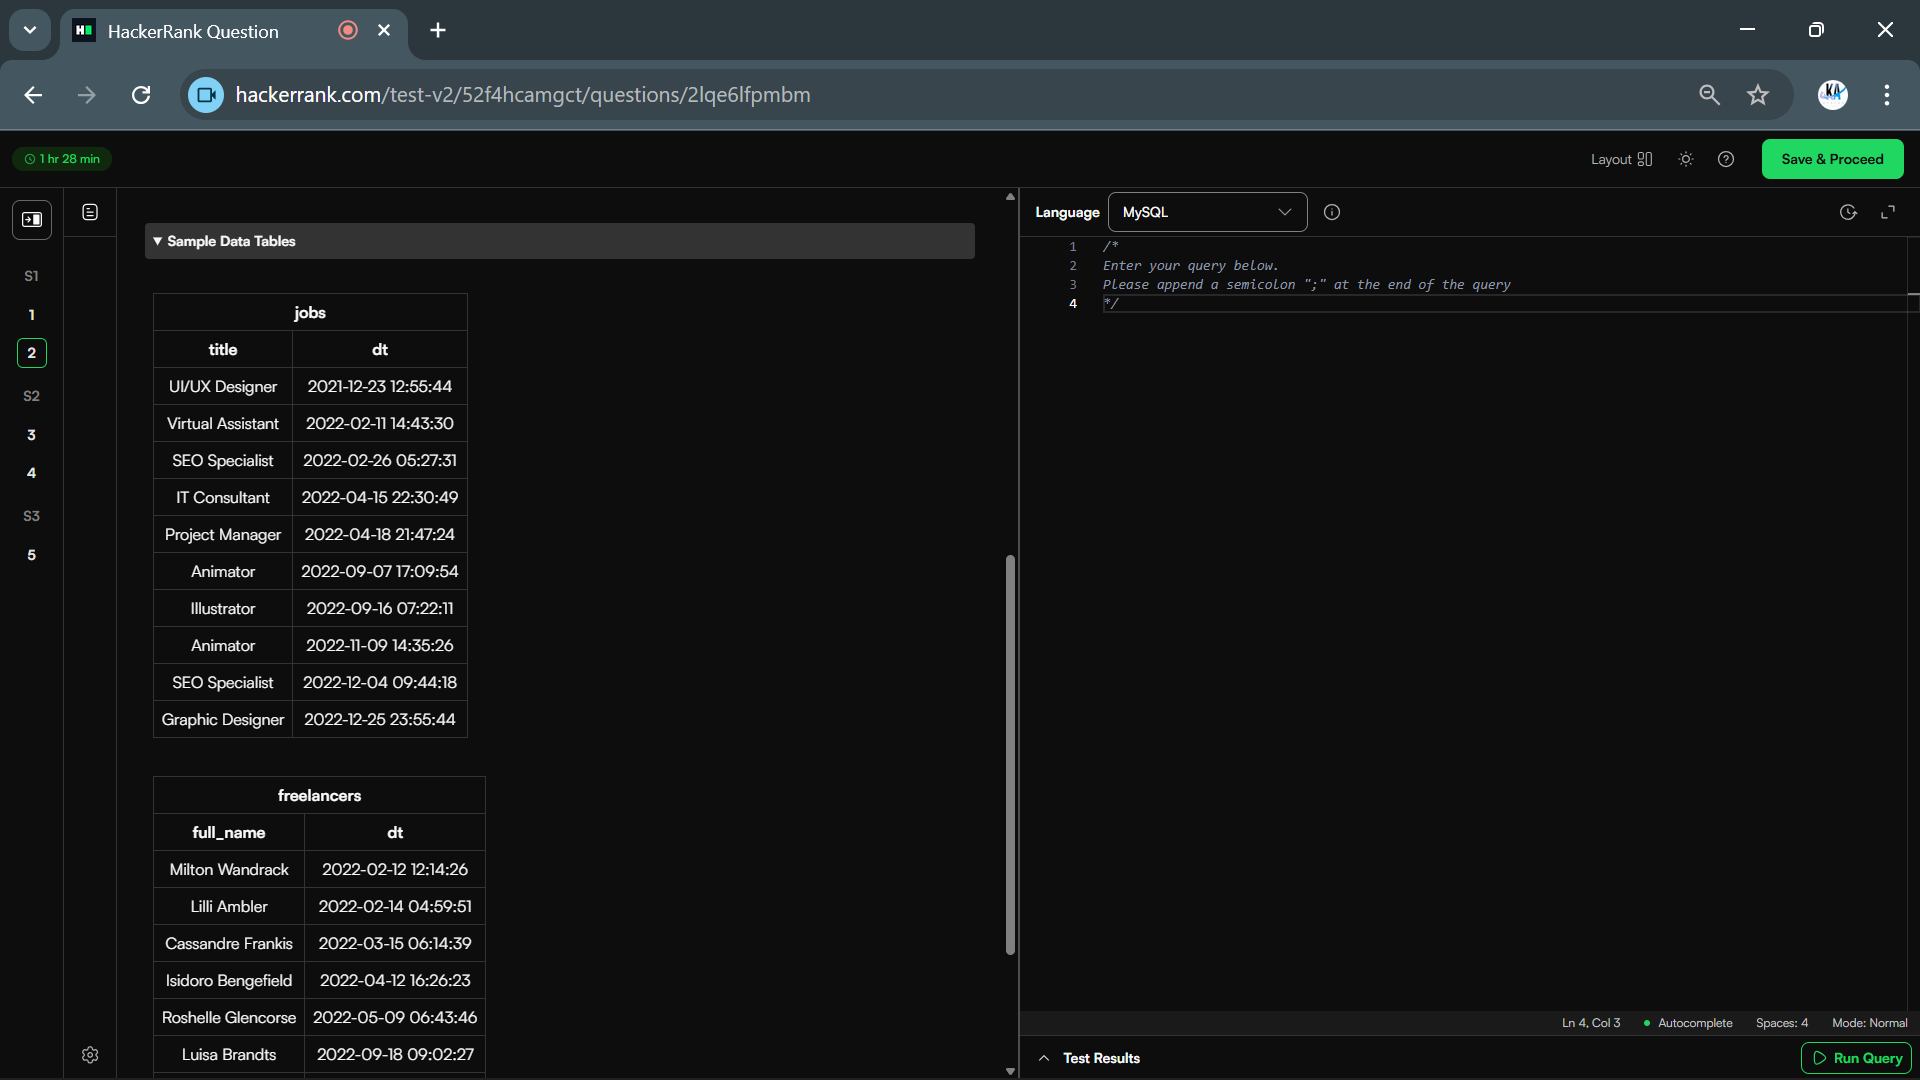 HackerRank Question
hackerrank.com/test-v2/52f4hcamgct/questions/2lqe6lfpmbm
KA
1 hr 28 min
Layout
Save & Proceed
S1
1
2
S2
3
4
S3
5
▼ Sample Data Tables
jobs
title dt
UI/UX Designer 2021-12-23 12:55:44
Virtual Assistant 2022-02-11 14:43:30
SEO Specialist 2022-02-26 05:27:31
IT Consultant 2022-04-15 22:30:49
Project Manager 2022-04-18 21:47:24
Animator 2022-09-07 17:09:54
Illustrator 2022-09-16 07:22:11
Animator 2022-11-09 14:35:26
SEO Specialist 2022-12-04 09:44:18
Graphic Designer 2022-12-25 23:55:44
freelancers
full_name dt
Milton Wandrack 2022-02-12 12:14:26
Lilli Ambler 2022-02-14 04:59:51
Cassandre Frankis 2022-03-15 06:14:39
Isidoro Bengefield 2022-04-12 16:26:23
Roshelle Glencorse 2022-05-09 06:43:46
Luisa Brandts 2022-09-18 09:02:27
Language MySQL
1 /*
2 Enter your query below.
3 Please append a semicolon ";" at the end of the query
4 */
Ln 4, Col 3 Autocomplete Spaces: 4 Mode: Normal
Test Results
Run Query